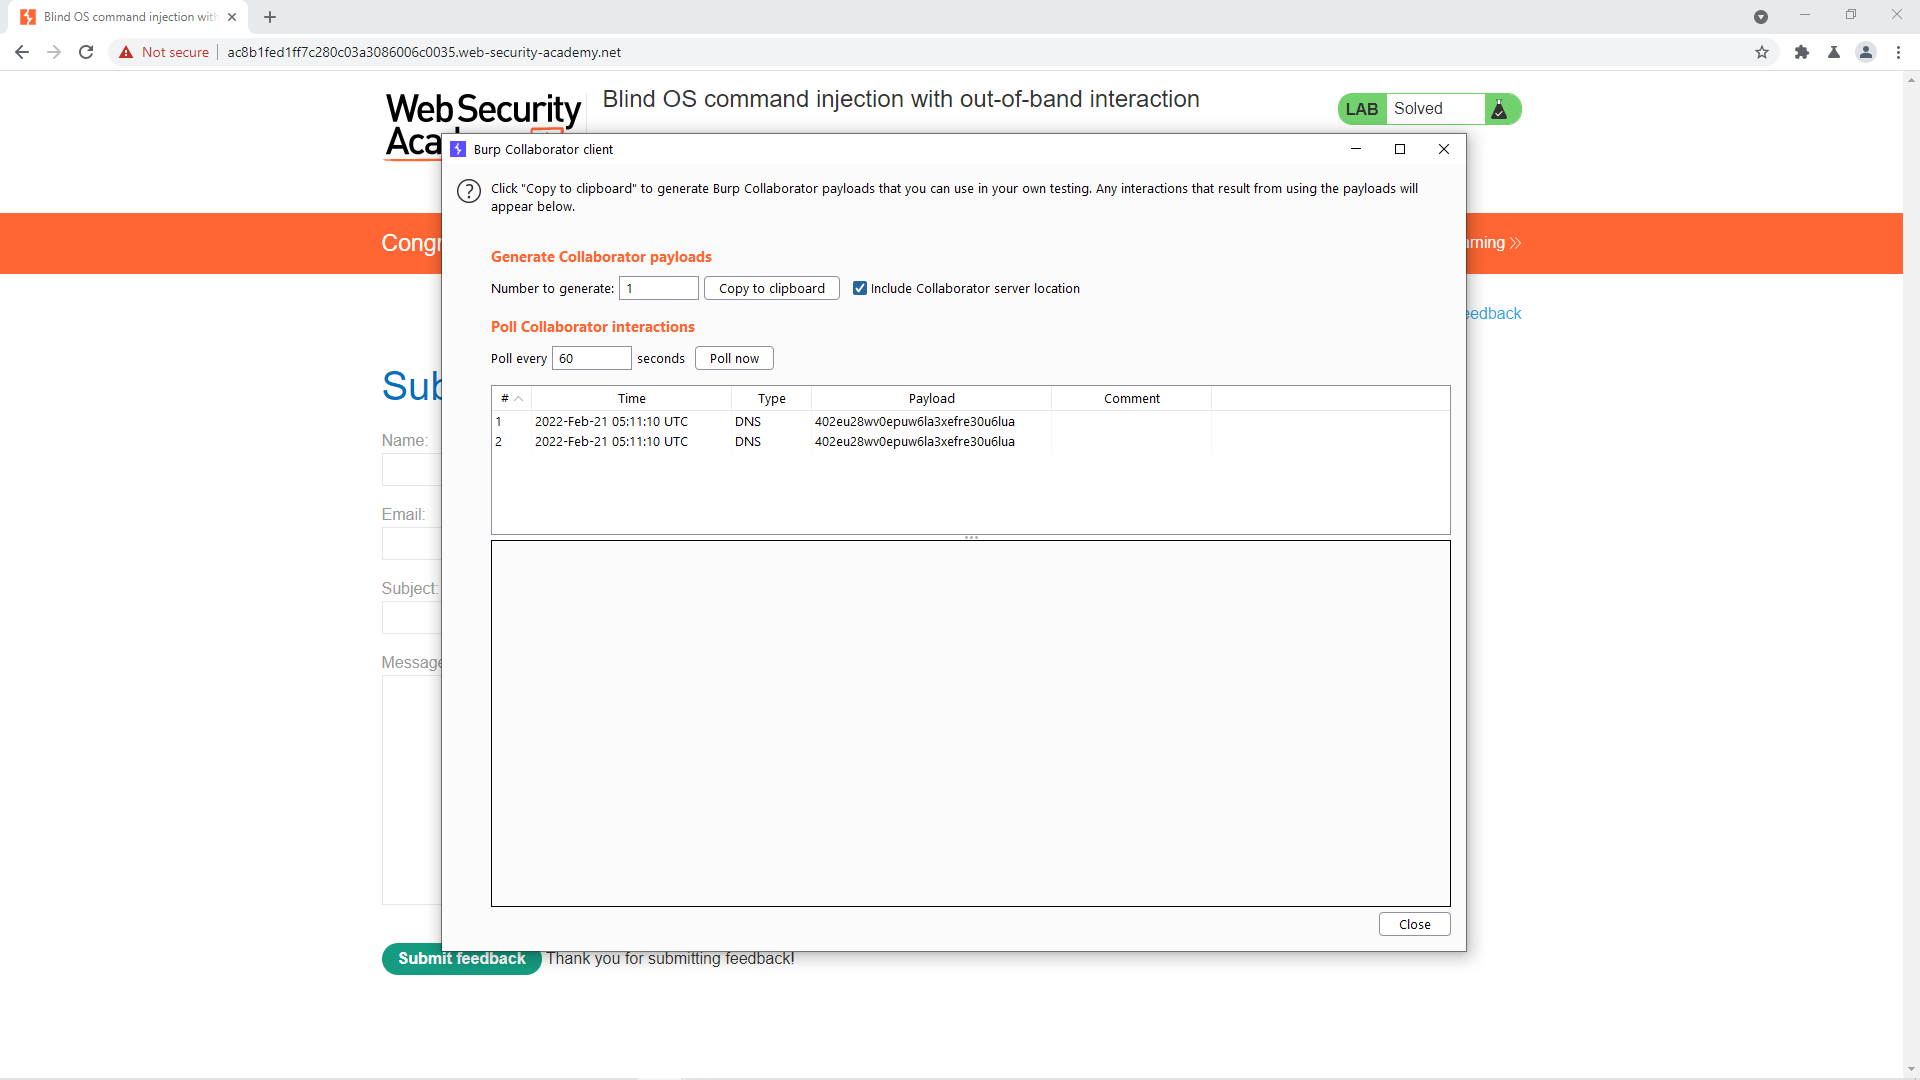 Blind OS command injection with
Not secure
ac8b1fed1ff7c280c03a3086006c0035.web-security-academy.net
WebSecurity
Aca
Blind OS command injection with out-of-band interaction
LAB Solved
Burp Collaborator client
Click "Copy to clipboard" to generate Burp Collaborator payloads that you can use in your own testing. Any interactions that result from using the payloads will
appear below.
Congr
rning
Generate Collaborator payloads
Number to generate: 1 Copy to clipboard Include Collaborator server location
eedback
Poll Collaborator interactions
Poll every 60 seconds Poll now
Sub
# Time Type Payload Comment
1 2022-Feb-21 05:11:10 UTC DNS 402eu28wv0epuw6la3xefre30u6lua
2 2022-Feb-21 05:11:10 UTC DNS 402eu28wv0epuw6la3xefre30u6lua
Name:
Email:
Subject:
Message
Close
Submit feedback Thank you for submitting feedback!